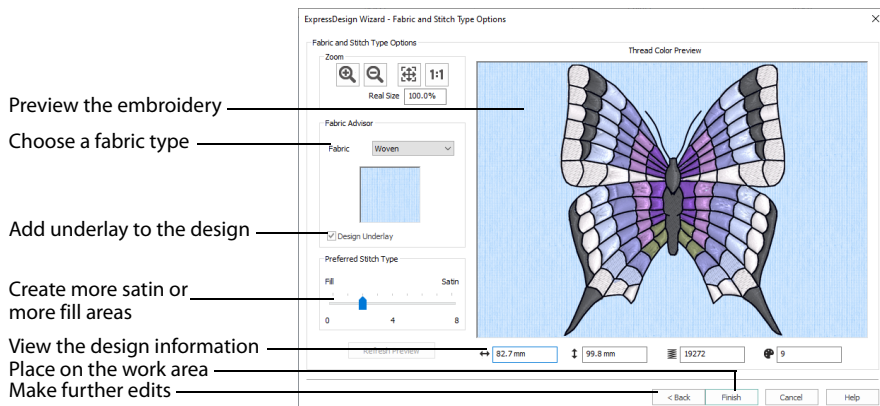 ExpressDesign Wizard - Fabric and Stitch Type Options
Fabric and Stitch Type Options
Zoom
1:1
Real Size 100.0%
Thread Color Preview
Preview the embroidery
Fabric Advisor
Choose a fabric type
Fabric Woven
Add underlay to the design
Design Underlay
Preferred Stitch Type
Fill Satin
Create more satin or
more fill areas
0 4 8
View the design information
Refresh Preview
82.7 mm 99.8 mm 19272 9
Place on the work area
Make further edits
< Back Finish Cancel Help